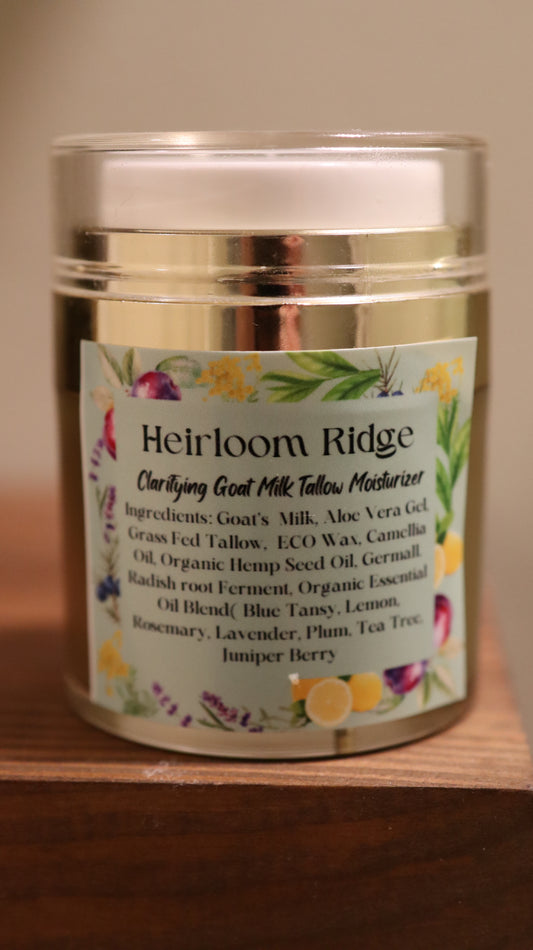 Heirloom Ridge
Clarifying Goat Milk Tallow Moisturizer
Ingredients: Goat's Milk, Aloe Vera Gel,
Grass Fed Tallow, ECO Wax, Camellia
Oil, Organic Hemp Seed Oil, Germall.
Radish root Ferment, Organic Essential
Oil Blend( Blue Tansy, Lemon,
Rosemary, Lavender, Plum. Tea Tree,
Juniper Berry